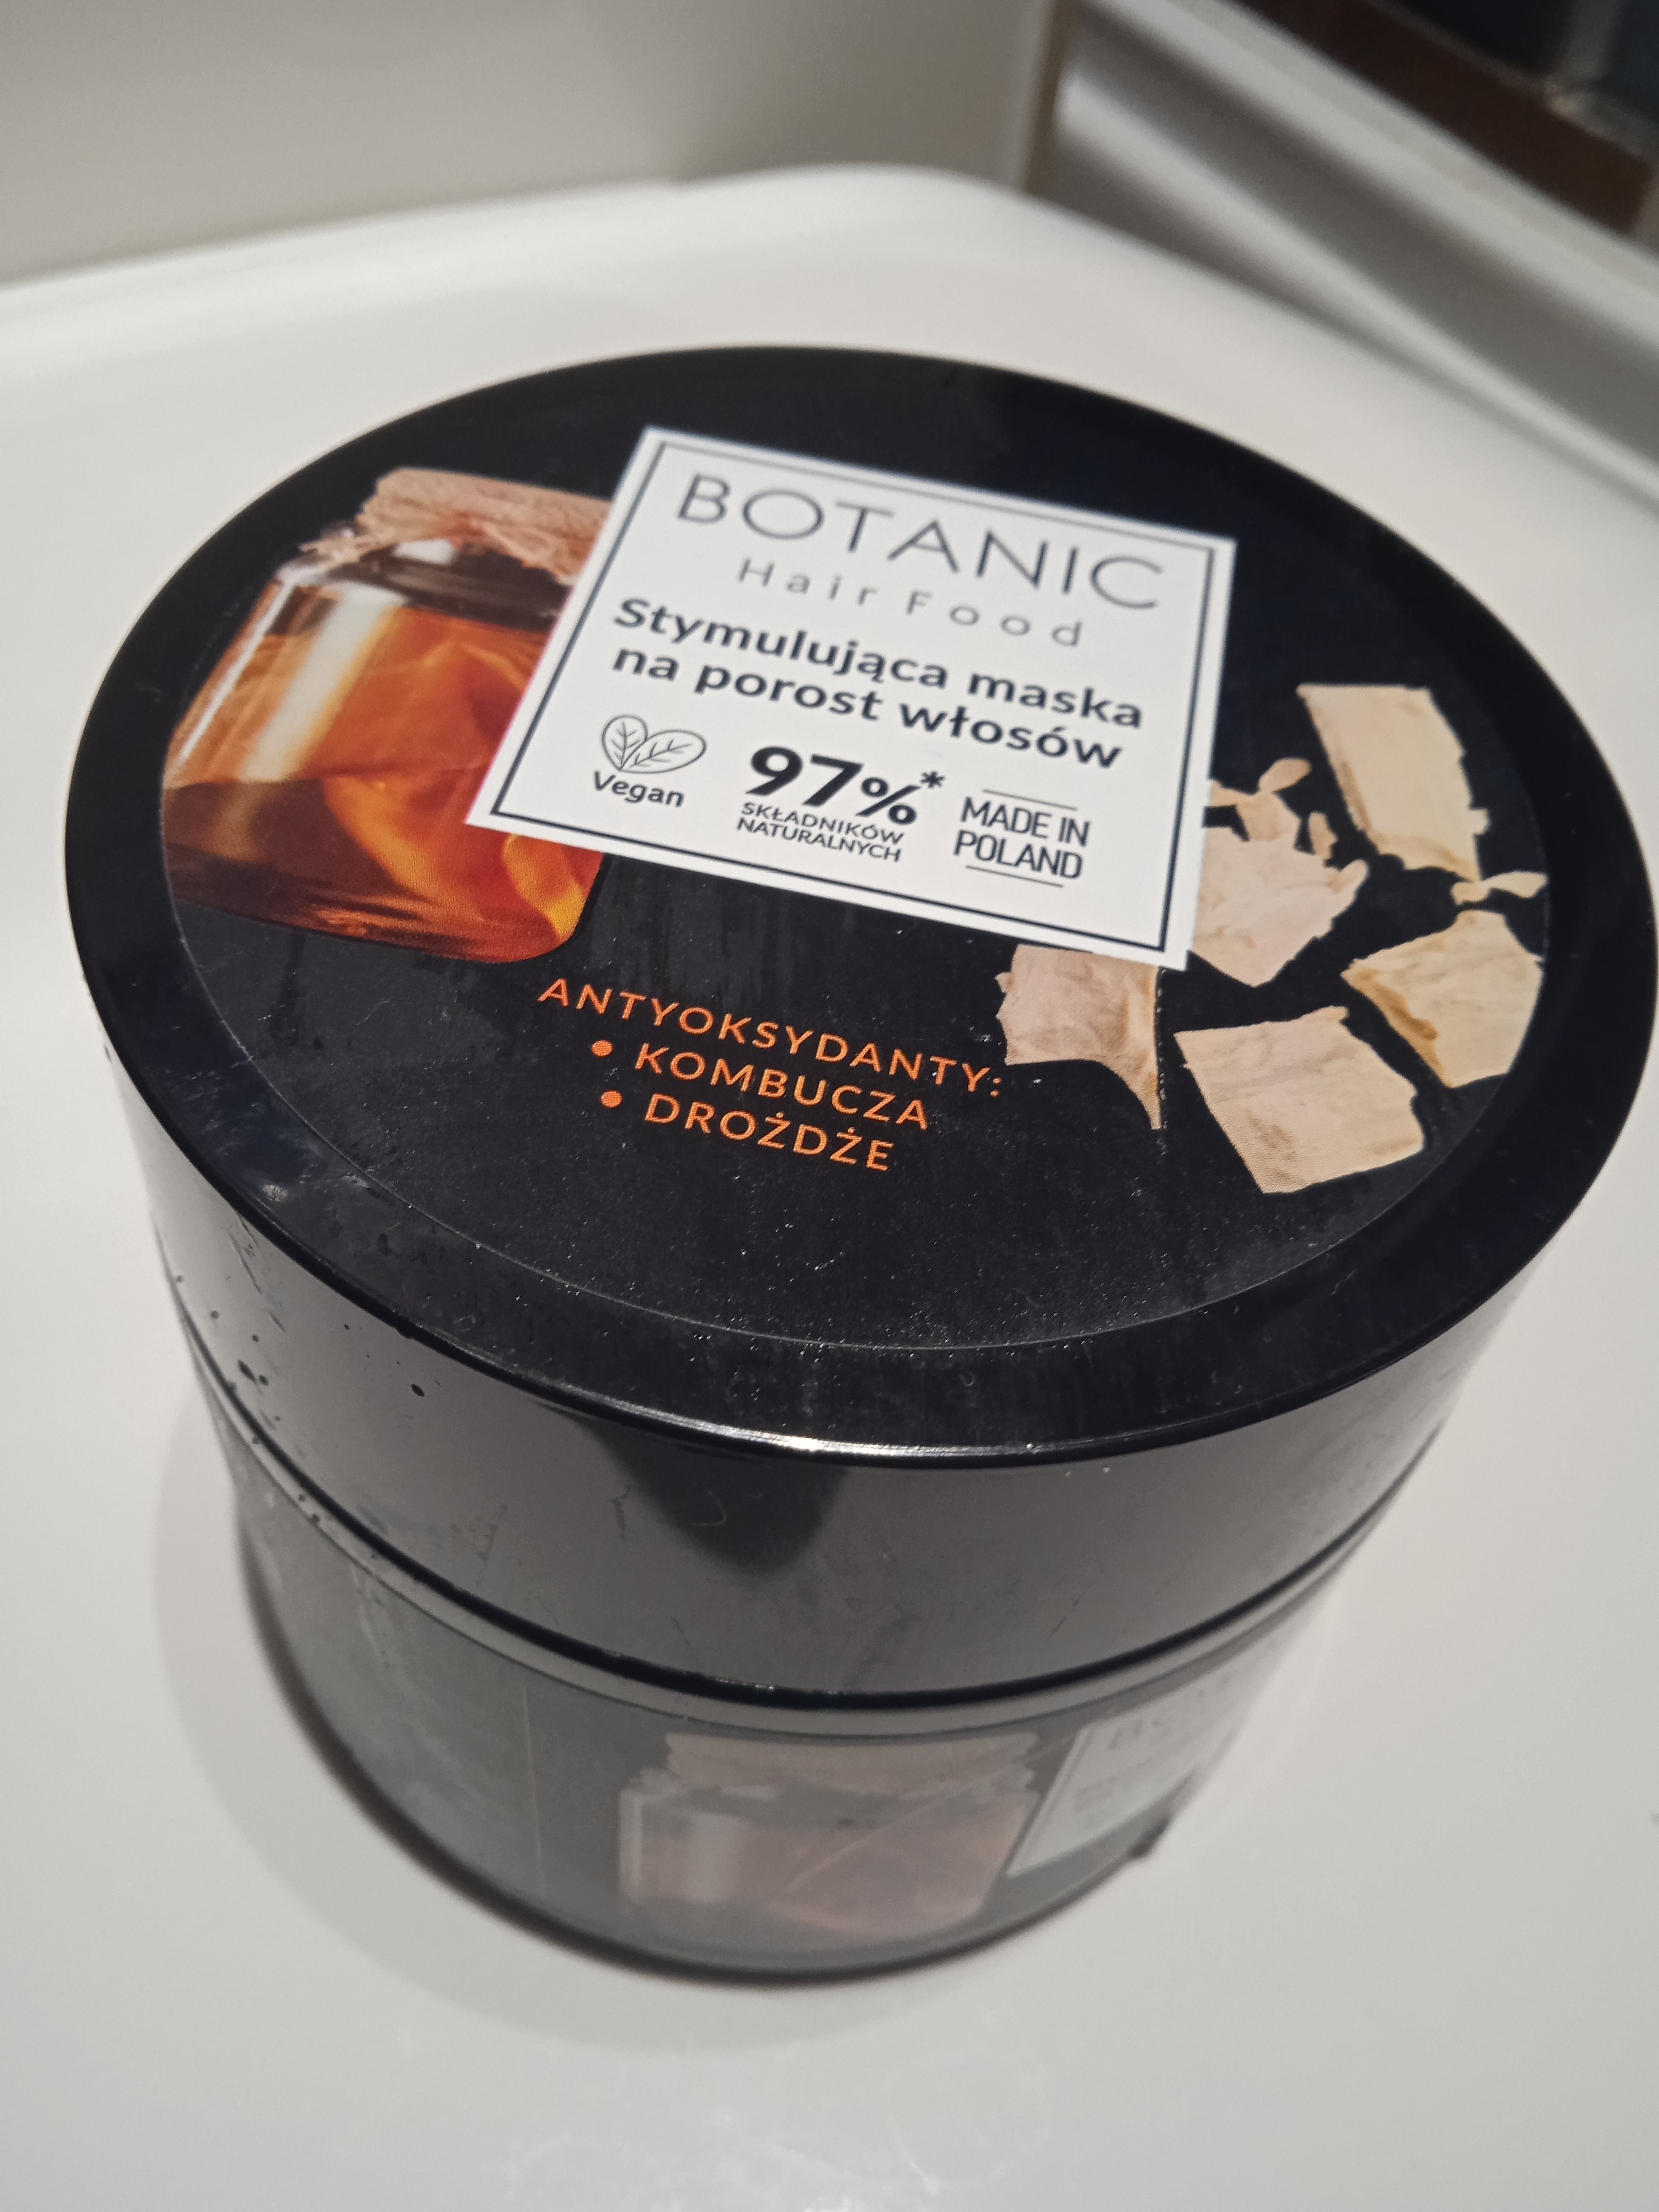 BOTANIC
Hair Food
Stymulująca maska
na porost włosów
Vegan
97%*
SKŁADNIKÓW
NATURALNYCH
MADE IN
POLAND
ANTYOKSYDANTY:
• KOMBUCZA
• DROŻDŻE